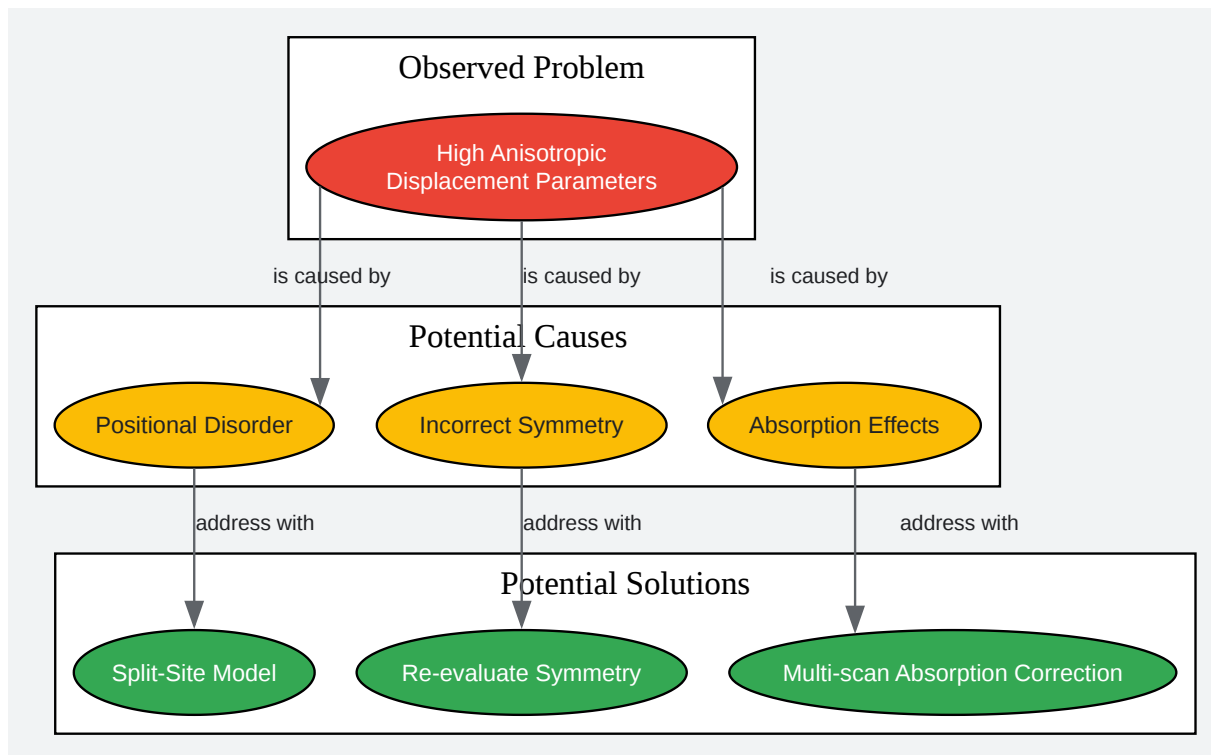 Observed Problem
High Anisotropic
Displacement Parameters
is caused by
is caused by
is caused by
Potential Causes
Positional Disorder
Incorrect Symmetry
Absorption Effects
address with
address with
address with
Potential Solutions
Split-Site Model
Re-evaluate Symmetry
Multi-scan Absorption Correction